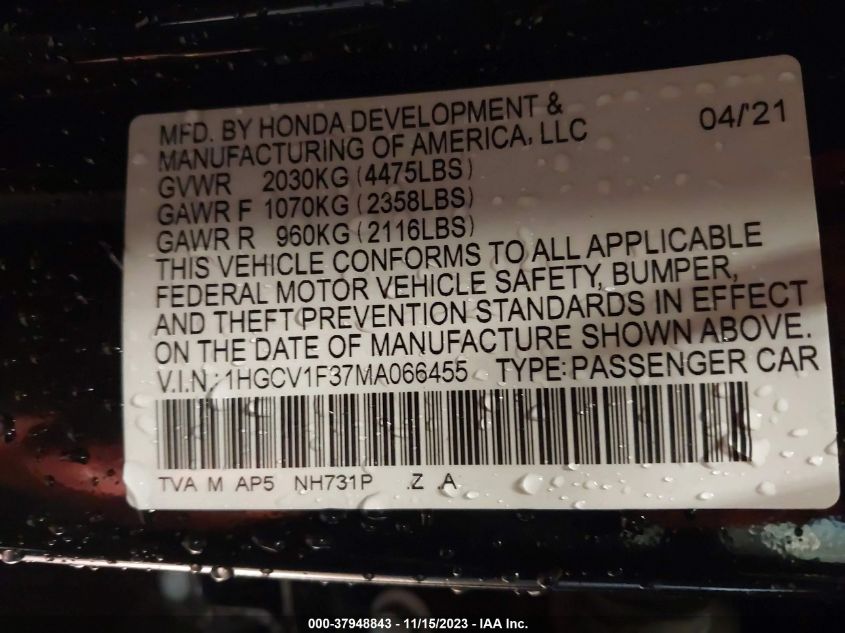 MFD. BY HONDA DEVELOPMENT & 04/'21
MANUFACTURING OF AMERICA, LLC
GVWR 2030KG (4475LBS)
GAWR F 1070KG (2358LBS)
GAWR R 960KG (2116LBS)
THIS VEHICLE CONFORMS TO ALL APPLICABLE
FEDERAL MOTOR VEHICLE SAFETY, BUMPER,
AND THEFT PREVENTION STANDARDS IN EFFECT
ON THE DATE OF MANUFACTURE SHOWN ABOVE.
V.I.N.: 1HGCV1F37MA066455 TYPE: PASSENGER CAR
TVA M AP5 NH731P .Z .A
000-37948843 - 11/15/2023 - IAA Inc.